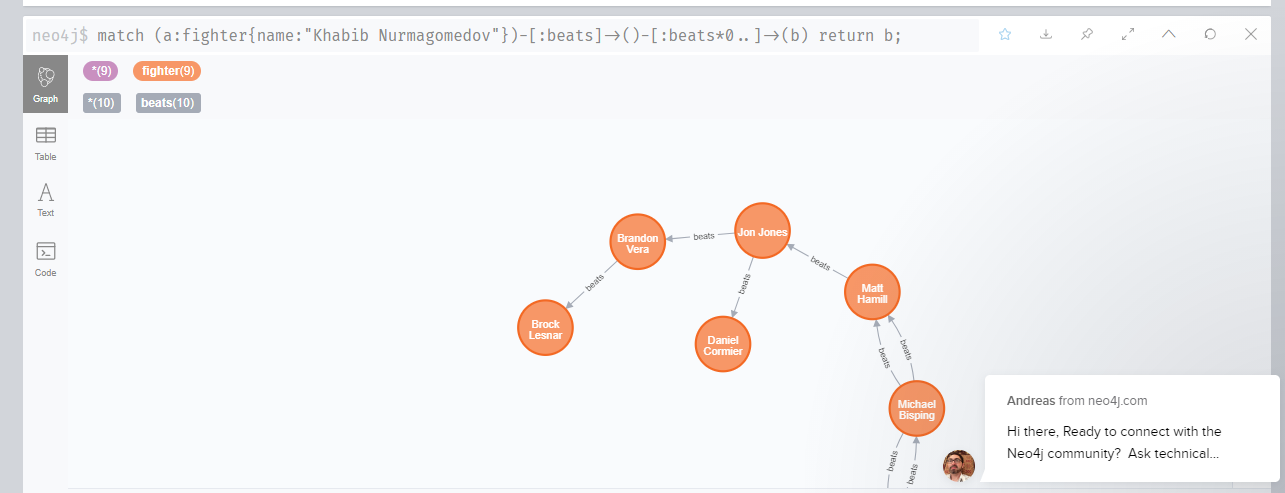 neo4j$ match (a:fighter{name:"Khabib Nurmagomedov"})-[:beats]→()-[:beats*0..]→(b) return b;
Graph
*(9) fighter(9)
*(10) beats(10)
Table
Text
Code
Jon Jones
beats
Brandon
Vera
beats
beats
beats
Matt
Hamill
Brock
Lesnar
Daniel
Cormier
beats
beats
Michael
Bisping
beats
beats
Andreas from neo4j.com
Hi there, Ready to connect with the
Neo4j community? Ask technical...